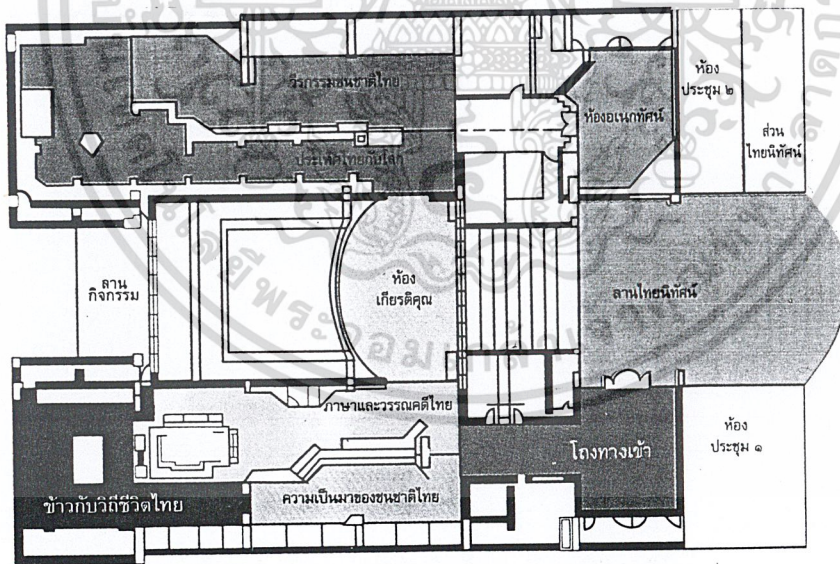 วีรกรรมชนชาติไทย
ห้องอเนกทัศน์
ห้อง
ประชุม ๒
ส่วน
ไทยนิทัศน์
ประเทศไทยกับโลก
ลาน
กิจกรรม
ห้อง
เกียรติคุณ
ลานไทยนิทัศน์
ภาษาและวรรณคดีไทย
โถงทางเข้า
ห้อง
ประชุม ๑
ข้าวกับวิถีชีวิตไทย
ความเป็นมาของชนชาติไทย